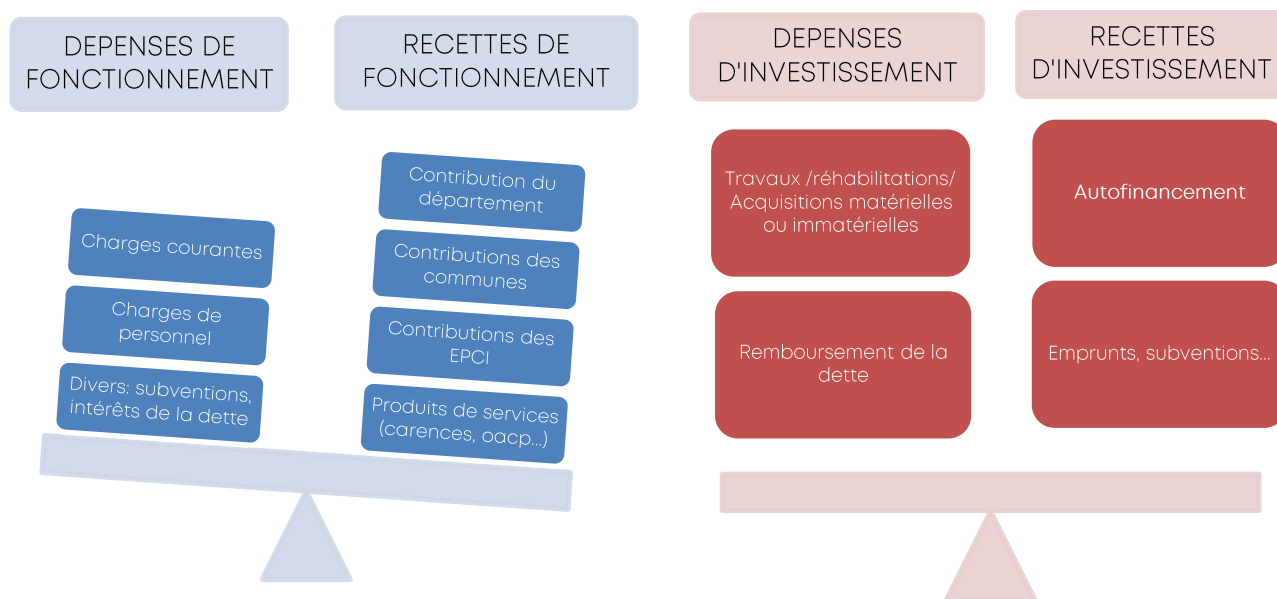 DEPENSES DE
FONCTIONNEMENT
RECETTES DE
FONCTIONNEMENT
Charges courantes
Charges de
personnel
Divers: subventions,
intérêts de la dette
Contribution du
département
Contributions des
communes
Contributions des
EPCI
Produits de services
(carences, oacp...)
DEPENSES
D'INVESTISSEMENT
RECETTES
D'INVESTISSEMENT
Travaux /réhabilitations/
Acquisitions matérielles
ou immatérielles
Remboursement de la
dette
Autofinancement
Emprunts, subventions...